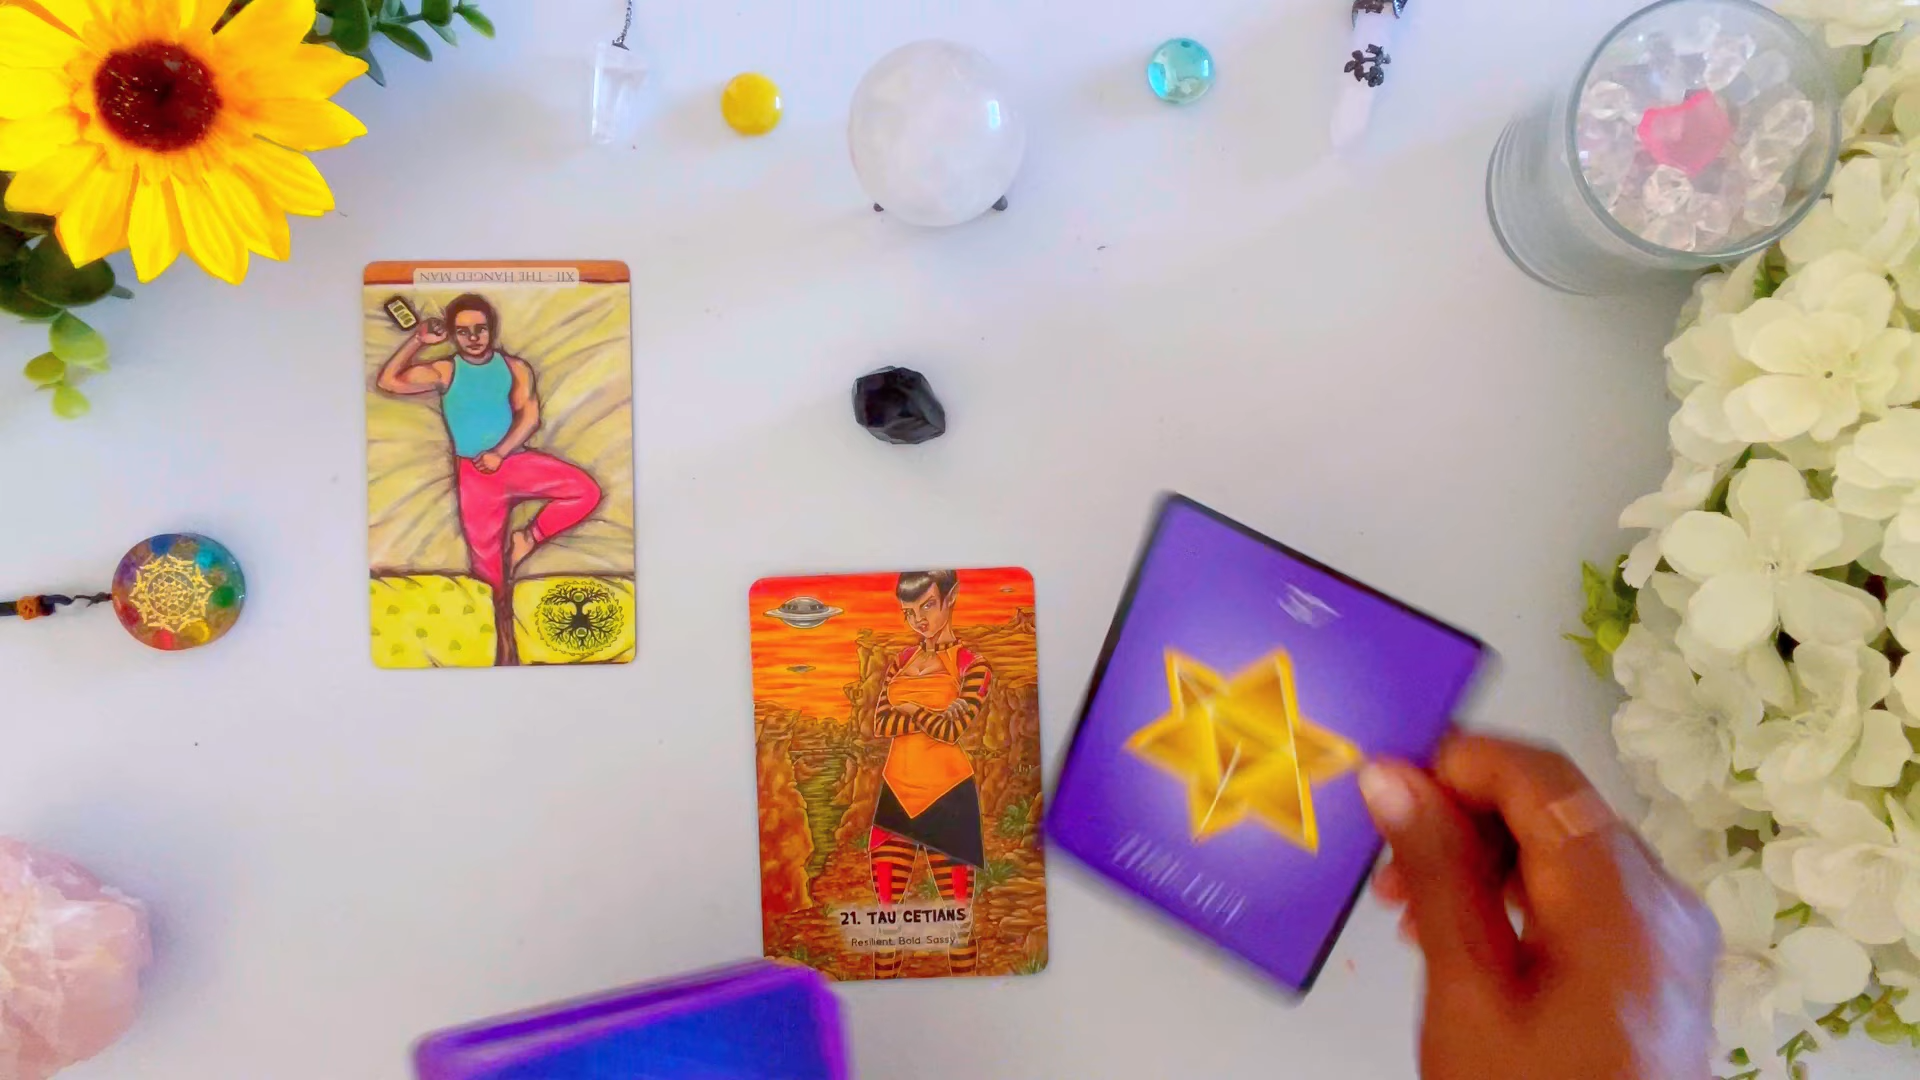 XII - THE HANGED MAN
21. TAU CETIANS
Resilient, Bold, Sassy